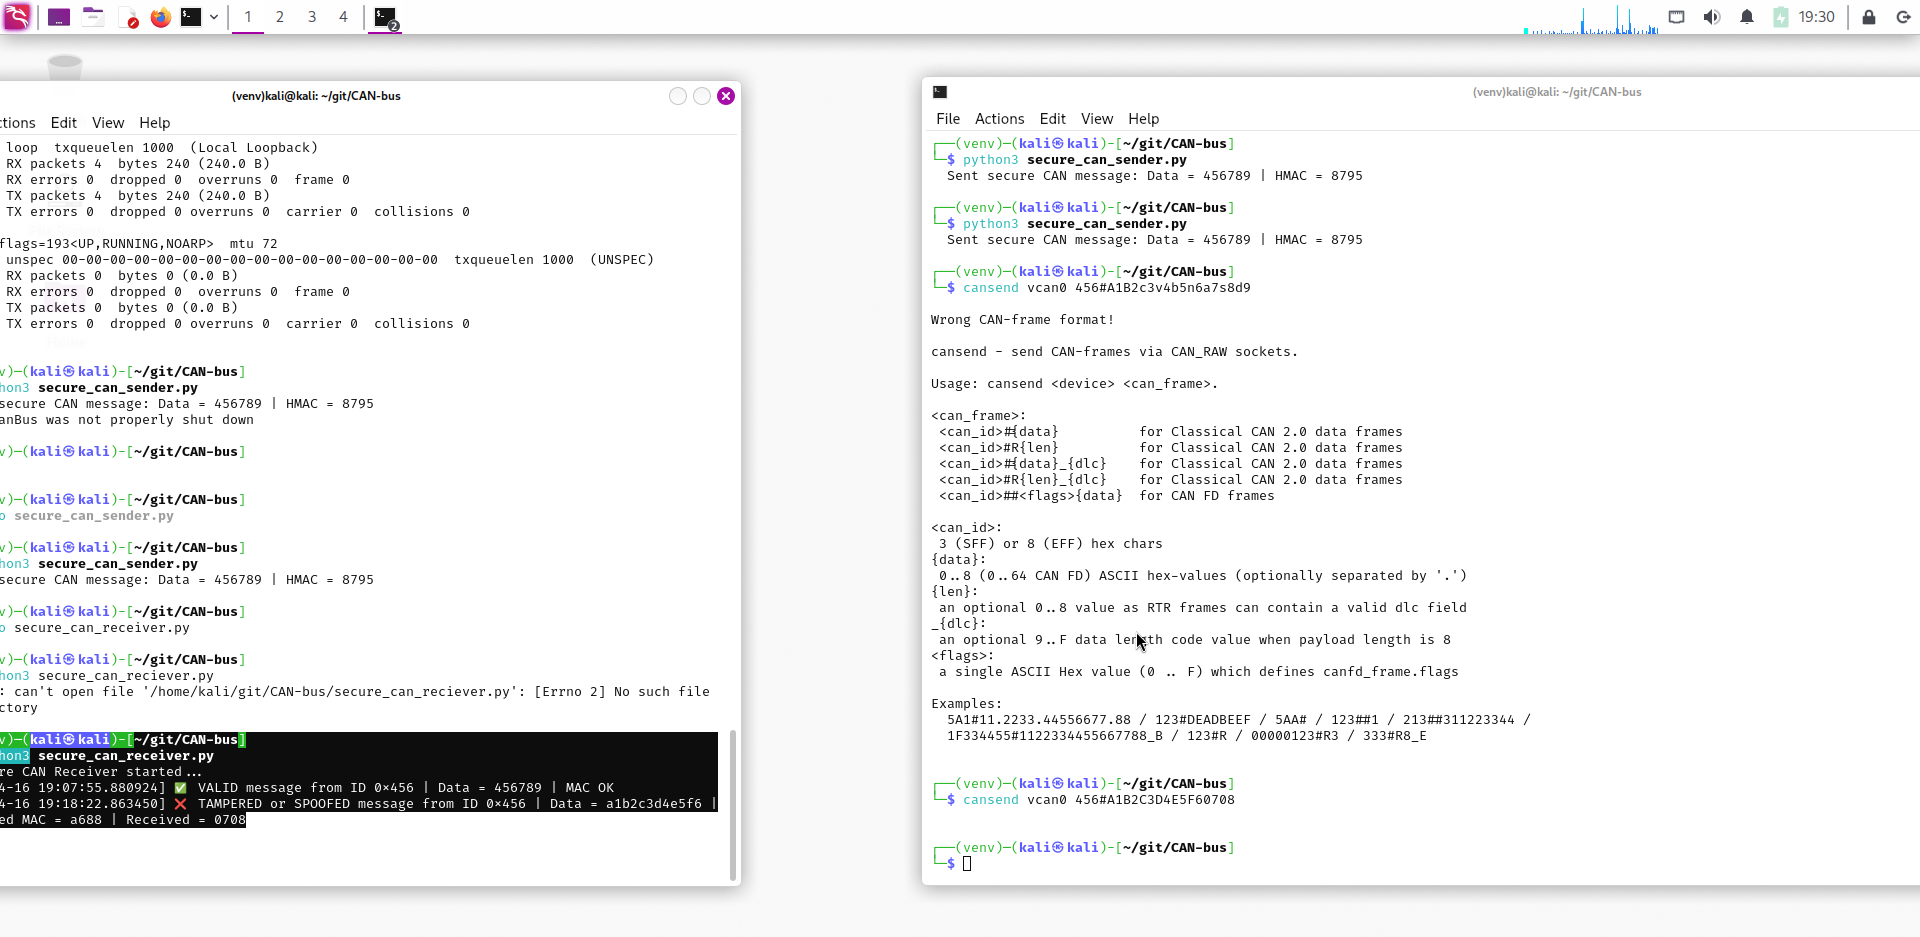 1 2 3 4 2 19:30
(venv)kali@kali: ~/git/CAN-bus
ctions Edit View Help
loop  txqueuelen 1000  (Local Loopback)
RX packets 4  bytes 240 (240.0 B)
RX errors 0  dropped 0  overruns 0  frame 0
TX packets 4  bytes 240 (240.0 B)
TX errors 0  dropped 0 overruns 0  carrier 0  collisions 0
flags=193<UP,RUNNING,NOARP>  mtu 72
unspec 00-00-00-00-00-00-00-00-00-00-00-00-00-00-00-00  txqueuelen 1000  (UNSPEC)
RX packets 0  bytes 0 (0.0 B)
RX errors 0  dropped 0  overruns 0  frame 0
TX packets 0  bytes 0 (0.0 B)
TX errors 0  dropped 0 overruns 0  carrier 0  collisions 0
v)-(kali㉿kali)-[~/git/CAN-bus]
hon3 secure_can_sender.py
secure CAN message: Data = 456789 | HMAC = 8795
anBus was not properly shut down
v)-(kali㉿kali)-[~/git/CAN-bus]
v)-(kali㉿kali)-[~/git/CAN-bus]
o secure_can_sender.py
v)-(kali㉿kali)-[~/git/CAN-bus]
hon3 secure_can_sender.py
secure CAN message: Data = 456789 | HMAC = 8795
v)-(kali㉿kali)-[~/git/CAN-bus]
o secure_can_receiver.py
v)-(kali㉿kali)-[~/git/CAN-bus]
hon3 secure_can_reciever.py
: can't open file '/home/kali/git/CAN-bus/secure_can_reciever.py': [Errno 2] No such file
ctory
v)-(kali㉿kali)-[~/git/CAN-bus]
hon3 secure_can_receiver.py
re CAN Receiver started...
4-16 19:07:55.880924] ✅ VALID message from ID 0×456 | Data = 456789 | MAC OK
4-16 19:18:22.863450] ❌ TAMPERED or SPOOFED message from ID 0×456 | Data = a1b2c3d4e5f6 |
ed MAC = a688 | Received = 0708
(venv)kali@kali: ~/git/CAN-bus
File Actions Edit View Help
┌──(venv)─(kali㉿kali)-[~/git/CAN-bus]
└─$ python3 secure_can_sender.py
Sent secure CAN message: Data = 456789 | HMAC = 8795
┌──(venv)─(kali㉿kali)-[~/git/CAN-bus]
└─$ python3 secure_can_sender.py
Sent secure CAN message: Data = 456789 | HMAC = 8795
┌──(venv)─(kali㉿kali)-[~/git/CAN-bus]
└─$ cansend vcan0 456#A1B2c3v4b5n6a7s8d9
Wrong CAN-frame format!
cansend - send CAN-frames via CAN_RAW sockets.
Usage: cansend <device> <can_frame>.
<can_frame>:
<can_id>#{data}          for Classical CAN 2.0 data frames
<can_id>#R{len}          for Classical CAN 2.0 data frames
<can_id>#{data}_{dlc}    for Classical CAN 2.0 data frames
<can_id>#R{len}_{dlc}    for Classical CAN 2.0 data frames
<can_id>##<flags>{data}  for CAN FD frames
<can_id>:
3 (SFF) or 8 (EFF) hex chars
{data}:
0..8 (0..64 CAN FD) ASCII hex-values (optionally separated by '.')
{len}:
an optional 0..8 value as RTR frames can contain a valid dlc field
_{dlc}:
an optional 9..F data length code value when payload length is 8
<flags>:
a single ASCII Hex value (0 .. F) which defines canfd_frame.flags
Examples:
5A1#11.2233.44556677.88 / 123#DEADBEEF / 5AA# / 123##1 / 213##311223344 /
1F334455#1122334455667788_B / 123#R / 00000123#R3 / 333#R8_E
┌──(venv)─(kali㉿kali)-[~/git/CAN-bus]
└─$ cansend vcan0 456#A1B2C3D4E5F60708
┌──(venv)─(kali㉿kali)-[~/git/CAN-bus]
└─$